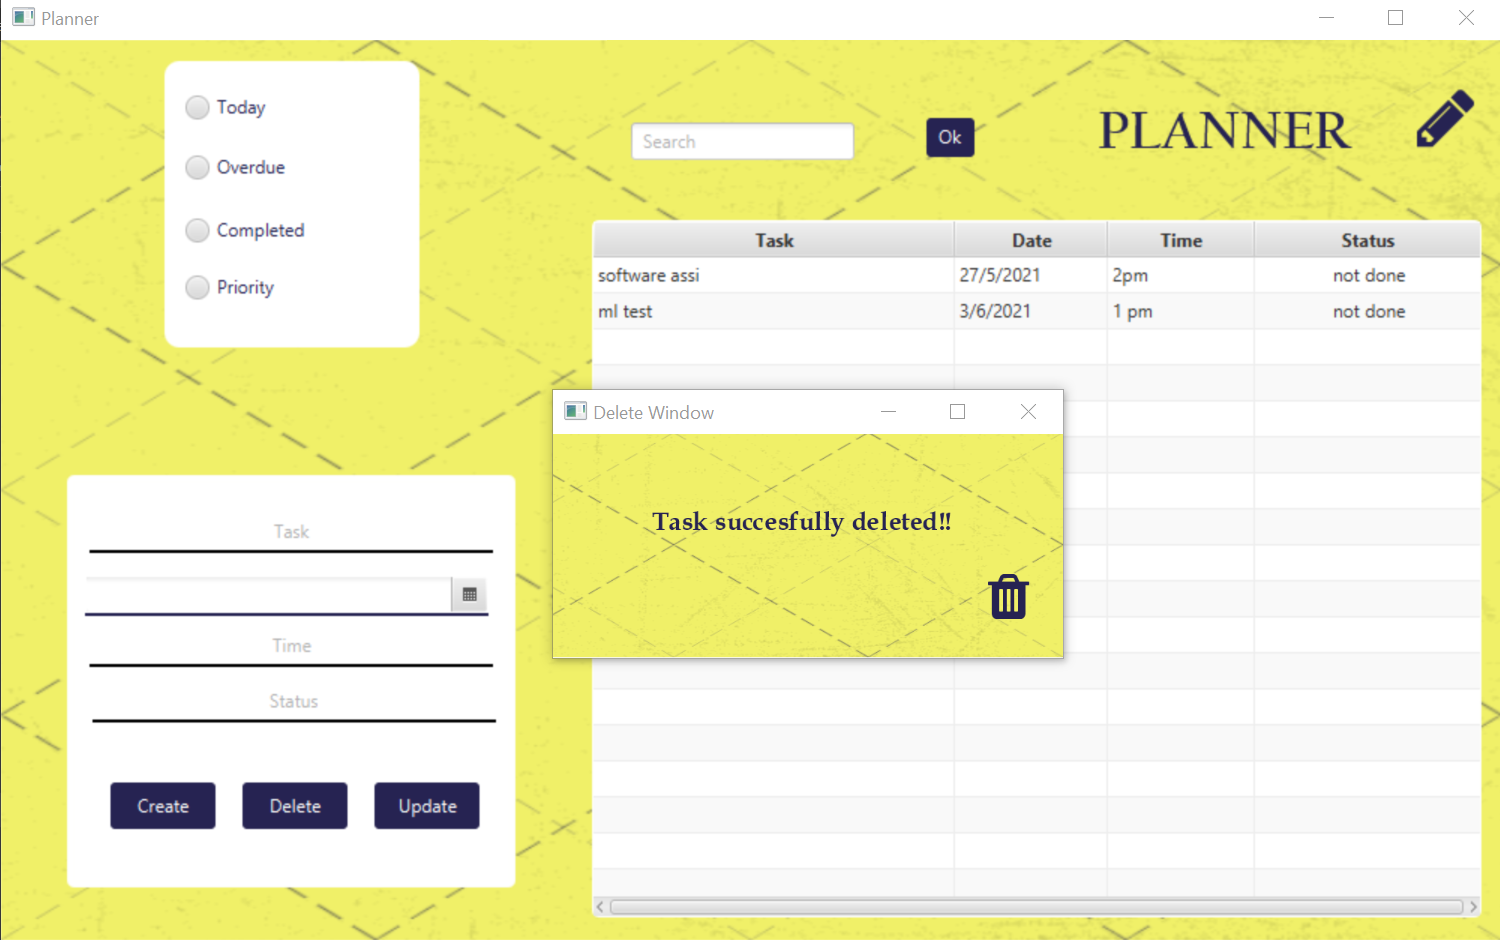 Planner
Today
Overdue
Completed
Priority
Search
Ok
PLANNER
Task Date Time Status
software assi 27/5/2021 2pm not done
ml test 3/6/2021 1 pm not done
Delete Window
Task succesfully deleted!!
Task
Time
Status
Create Delete Update